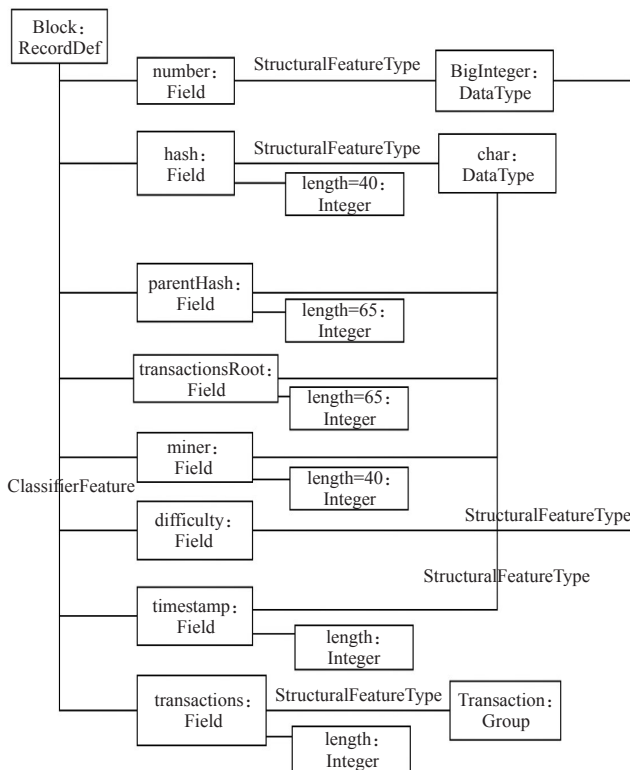 Block：
RecordDef
number：
Field
StructuralFeatureType
BigInteger：
DataType
hash：
Field
StructuralFeatureType
char：
DataType
length=40：
Integer
parentHash：
Field
length=65：
Integer
transactionsRoot：
Field
length=65：
Integer
miner：
Field
length=40：
Integer
ClassifierFeature
difficulty：
Field
StructuralFeatureType
StructuralFeatureType
timestamp：
Field
length：
Integer
transactions：
Field
StructuralFeatureType
Transaction：
Group
length：
Integer